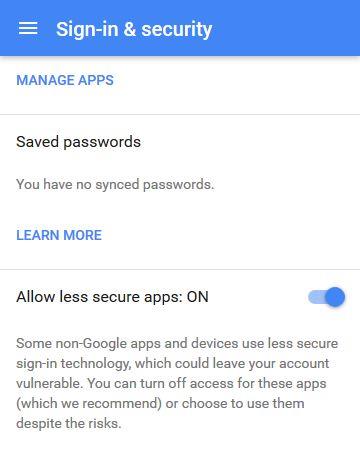 Sign-in & security
MANAGE APPS
Saved passwords
You have no synced passwords.
LEARN MORE
Allow less secure apps: ON
Some non-Google apps and devices use less secure
sign-in technology, which could leave your account
vulnerable. You can turn off access for these apps
(which we recommend) or choose to use them
despite the risks.